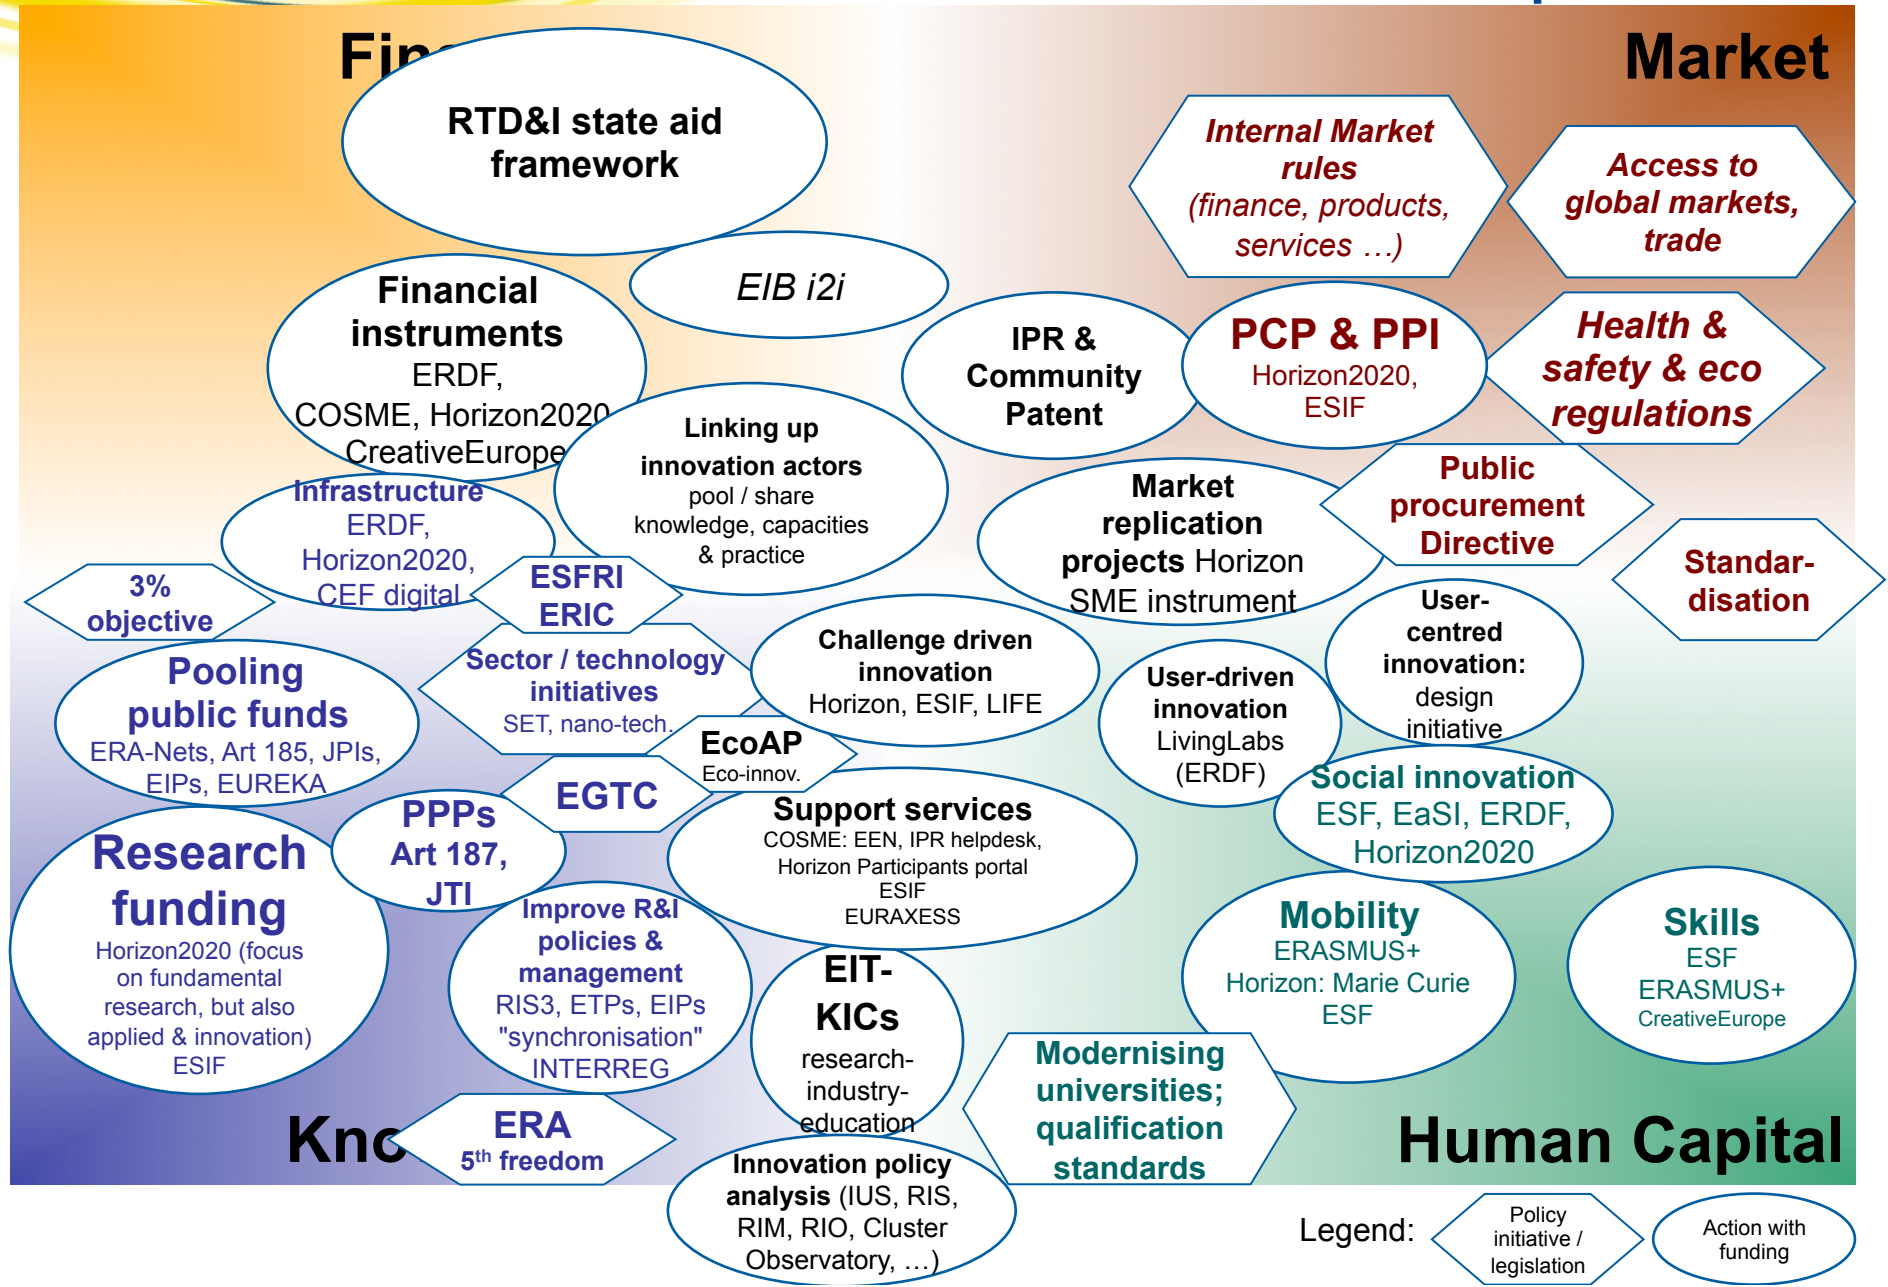 Market
RTD&I state aid
framework
Internal Market
rules
(finance, products,
services …)
Access to
global markets,
trade
EIB i2i
Financial
instruments
ERDF,
COSME, Horizon2020
CreativeEurope
IPR &
Community
Patent
PCP & PPI
Horizon2020,
ESIF
Health &
safety & eco
regulations
Linking up
innovation actors
pool / share
knowledge, capacities
& practice
Infrastructure
ERDF,
Horizon2020,
CEF digital
Market
replication
projects Horizon
SME instrument
Public
procurement
Directive
Standar-
disation
3%
objective
ESFRI
ERIC
User-
centred
innovation:
design
initiative
Pooling
public funds
ERA-Nets, Art 185, JPIs,
EIPs, EUREKA
Sector / technology
initiatives
SET, nano-tech.
Challenge driven
innovation
Horizon, ESIF, LIFE
User-driven
innovation
LivingLabs
(ERDF)
EcoAP
Eco-innov.
EGTC
Social innovation
ESF, EaSI, ERDF,
Horizon2020
PPPs
Art 187,
JTI
Support services
COSME: EEN, IPR helpdesk,
Horizon Participants portal
ESIF
EURAXESS
Research
funding
Horizon2020 (focus
on fundamental
research, but also
applied & innovation)
ESIF
Improve R&I
policies &
management
RIS3, ETPs, EIPs
"synchronisation"
INTERREG
Mobility
ERASMUS+
Horizon: Marie Curie
ESF
Skills
ESF
ERASMUS+
CreativeEurope
EIT-
KICs
research-
industry-
education
Modernising
universities;
qualification
standards
ERA
5th freedom
Human Capital
Innovation policy
analysis (IUS, RIS,
RIM, RIO, Cluster
Observatory, …)
Legend:
Policy
initiative /
legislation
Action with
funding